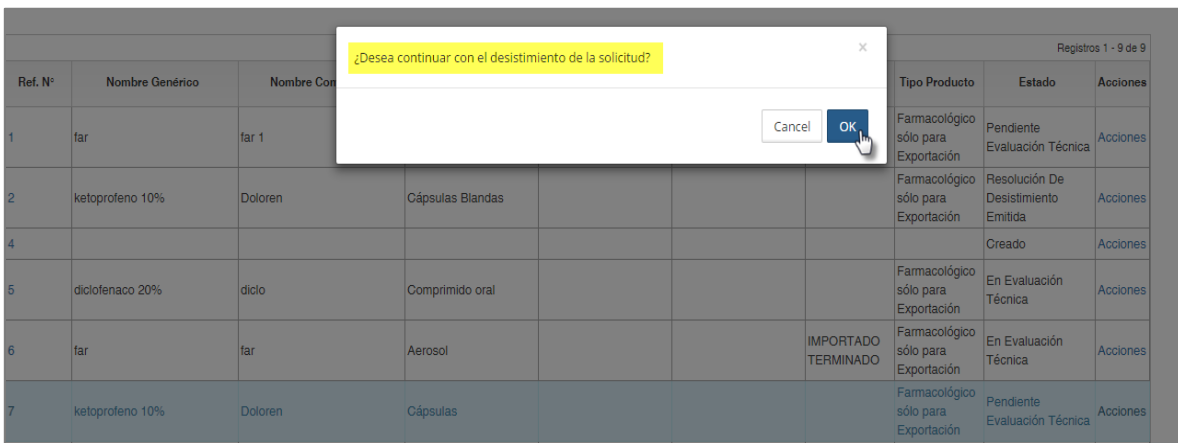 ¿Desea continuar con el desistimiento de la solicitud?
×
Cancel
OK
Registros 1 - 9 de 9
Ref. N° Nombre Genérico Nombre Com Tipo Producto Estado Acciones
1 far far 1 Farmacológico sólo para Exportación Pendiente Evaluación Técnica Acciones
2 ketoprofeno 10% Doloren Cápsulas Blandas Farmacológico sólo para Exportación Resolución De Desistimiento Emitida Acciones
4 Creado Acciones
5 diclofenaco 20% diclo Comprimido oral Farmacológico sólo para Exportación En Evaluación Técnica Acciones
6 far far Aerosol IMPORTADO TERMINADO Farmacológico sólo para Exportación En Evaluación Técnica Acciones
7 ketoprofeno 10% Doloren Cápsulas Farmacológico sólo para Exportación Pendiente Evaluación Técnica Acciones